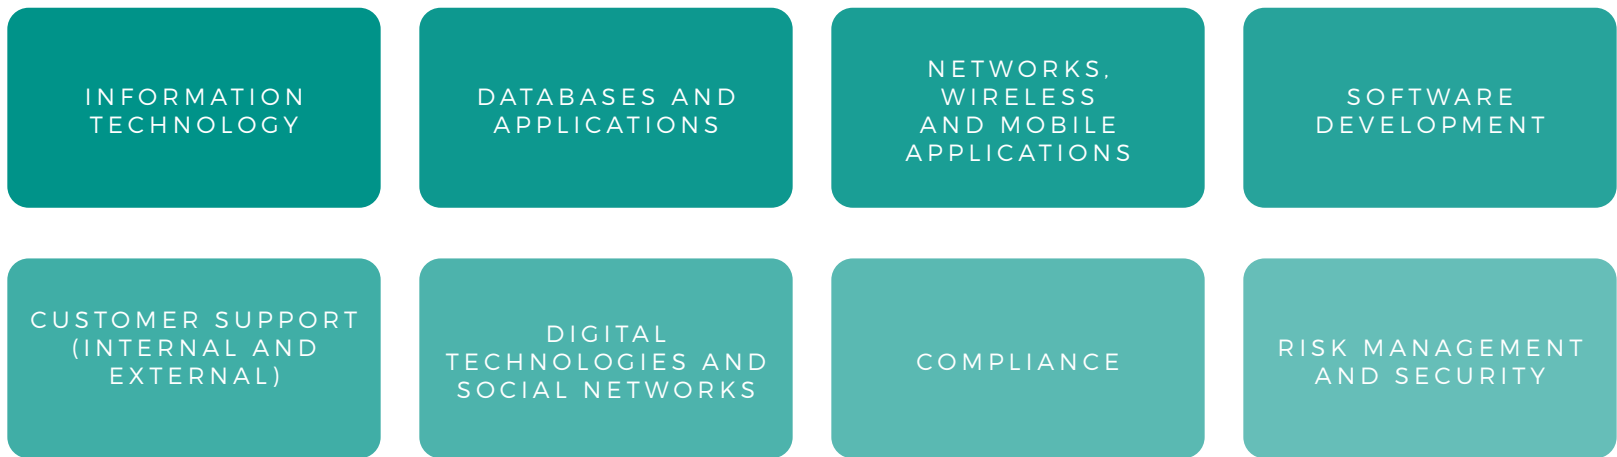 INFORMATION
TECHNOLOGY
DATABASES AND
APPLICATIONS
NETWORKS,
WIRELESS
AND MOBILE
APPLICATIONS
SOFTWARE
DEVELOPMENT
CUSTOMER SUPPORT
(INTERNAL AND
EXTERNAL)
DIGITAL
TECHNOLOGIES AND
SOCIAL NETWORKS
COMPLIANCE
RISK MANAGEMENT
AND SECURITY